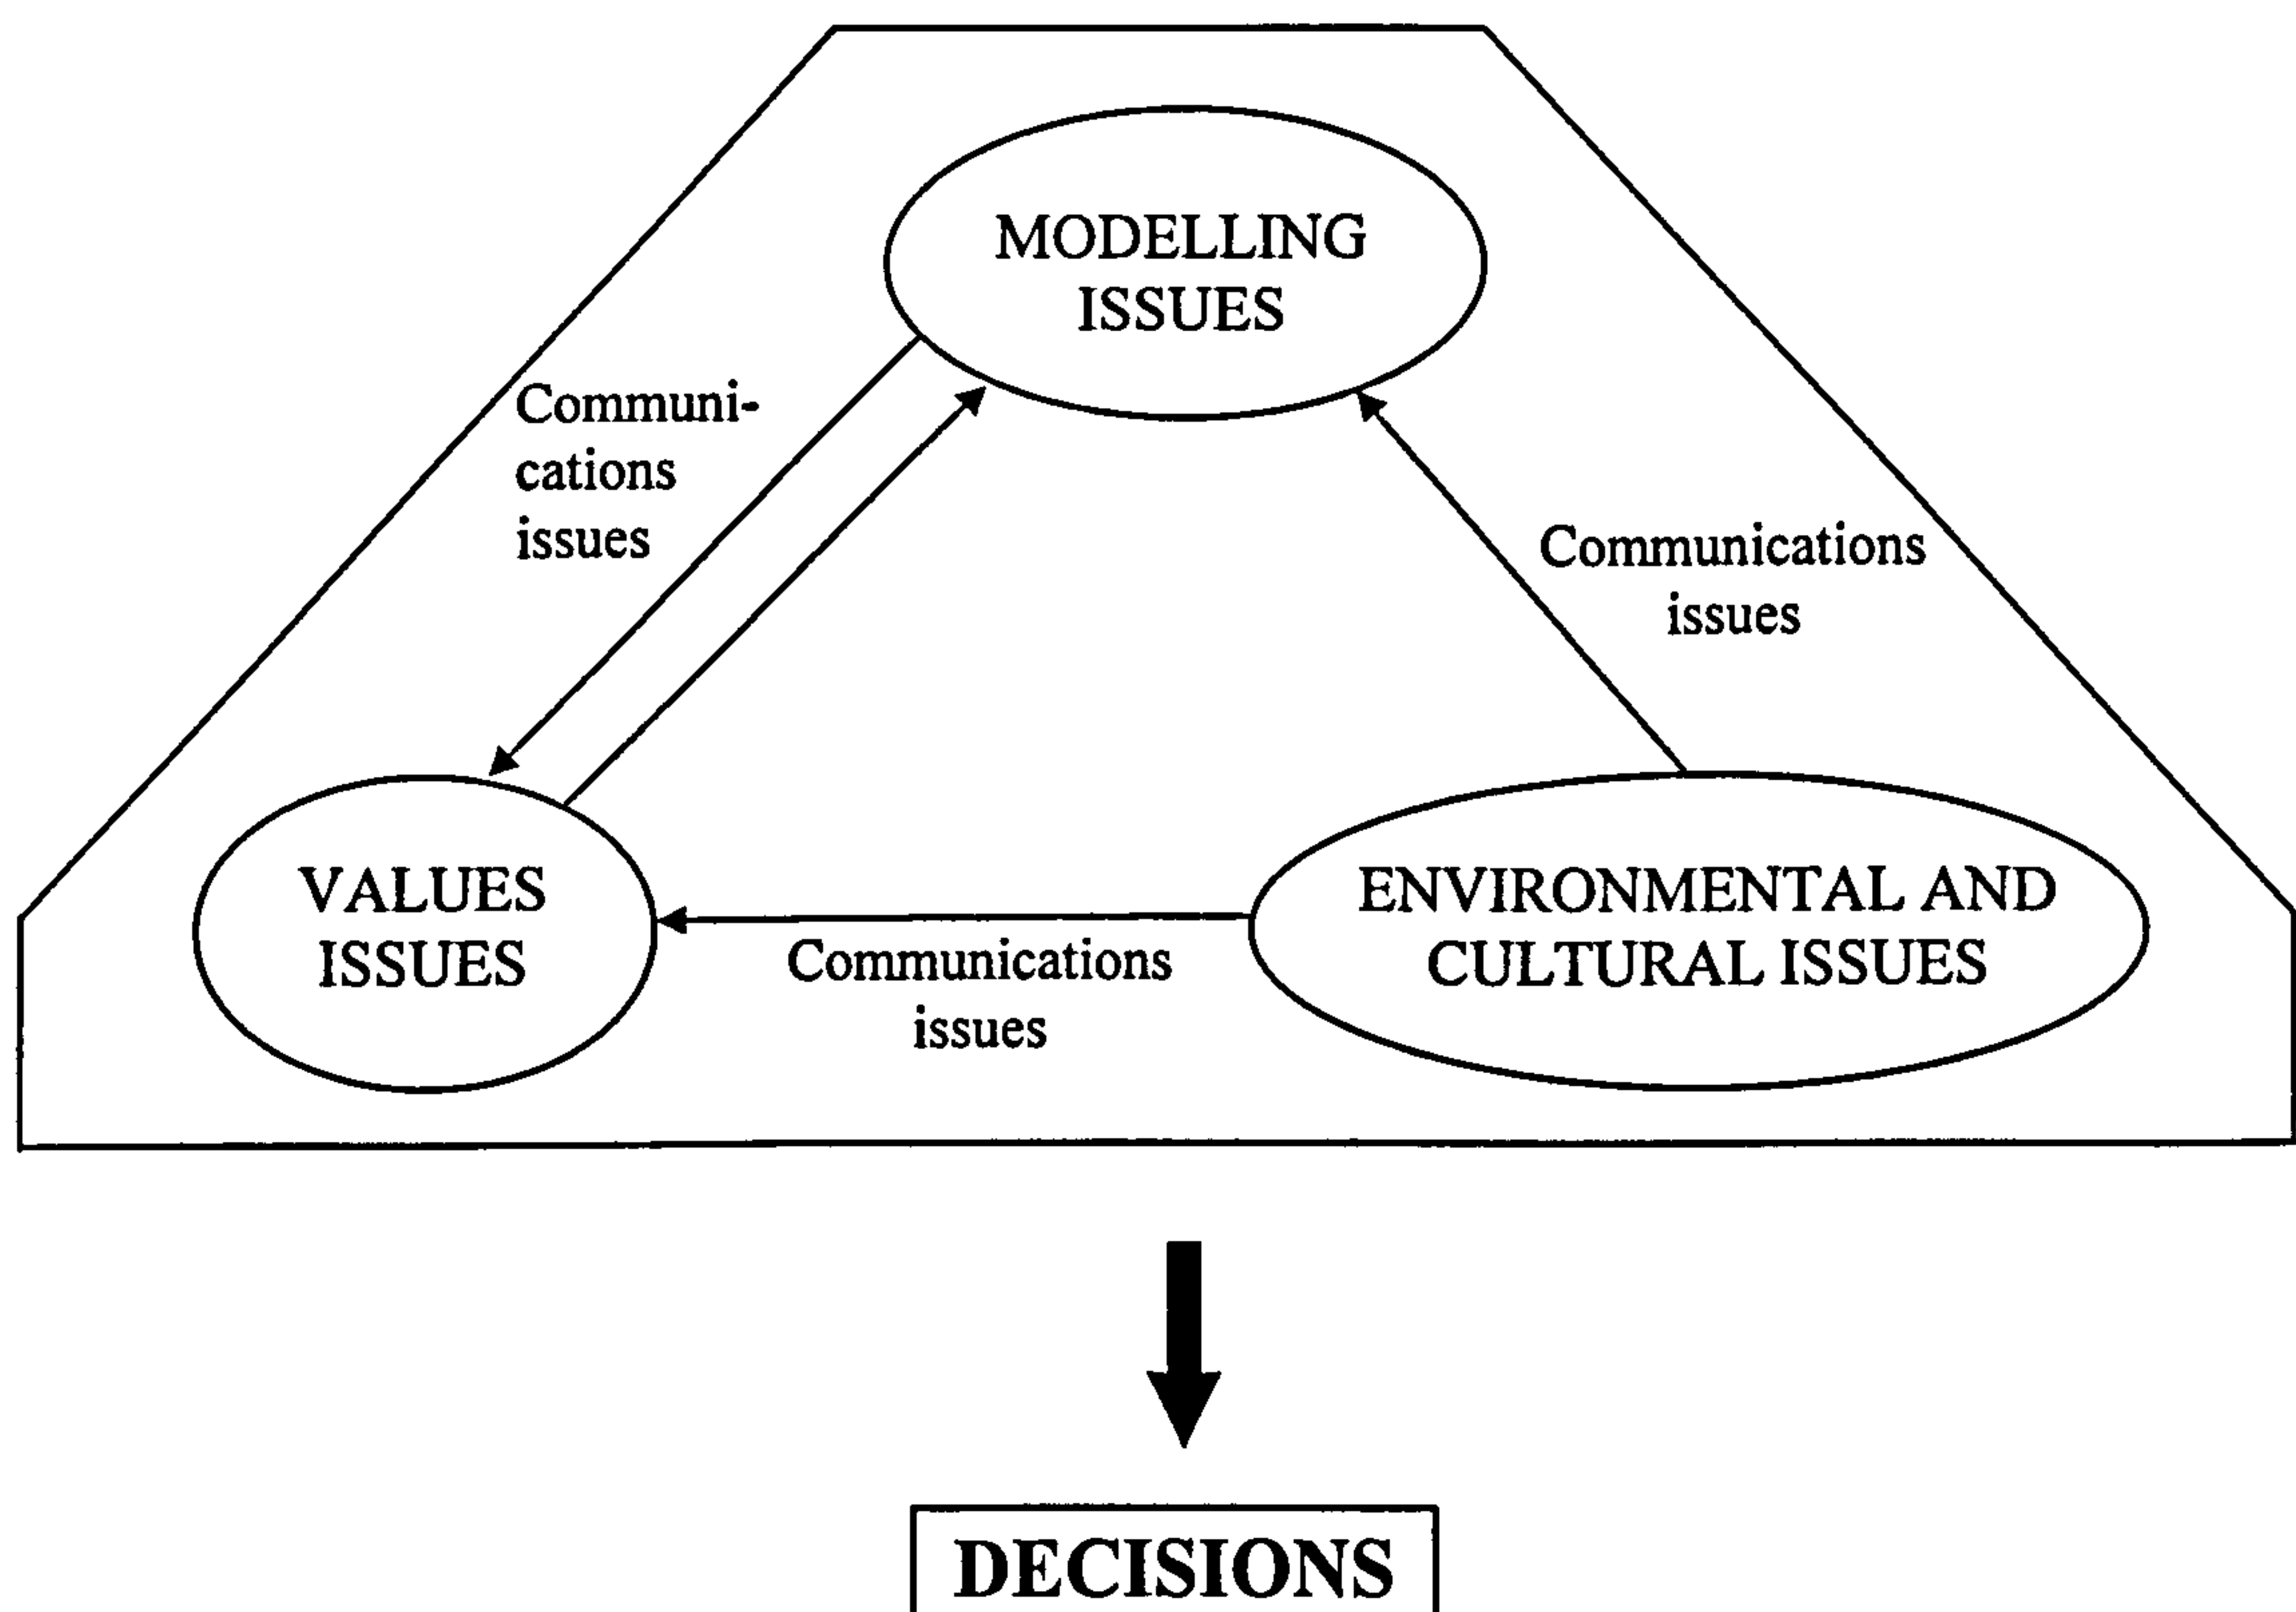 MODELLING
ISSUES
Communi-
cations
issues
Communications
issues
VALUES
ISSUES
ENVIRONMENTAL AND
CULTURAL ISSUES
Communications
issues
DECISIONS